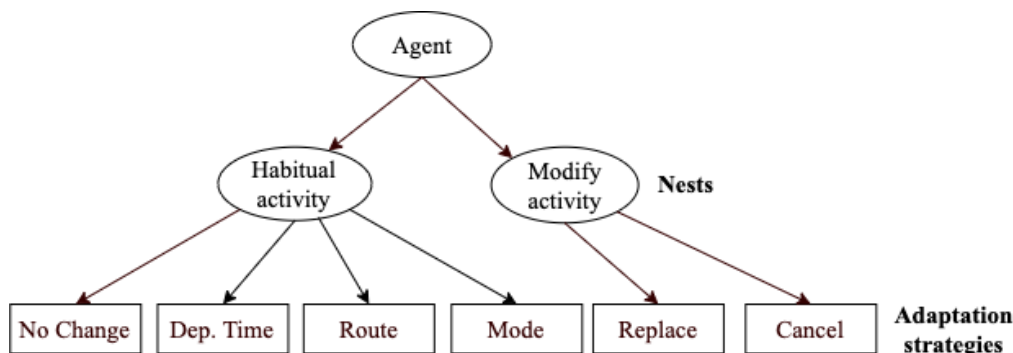 Agent
Habitual
activity
Modify
activity
Nests
No Change
Dep. Time
Route
Mode
Replace
Cancel
Adaptation
strategies